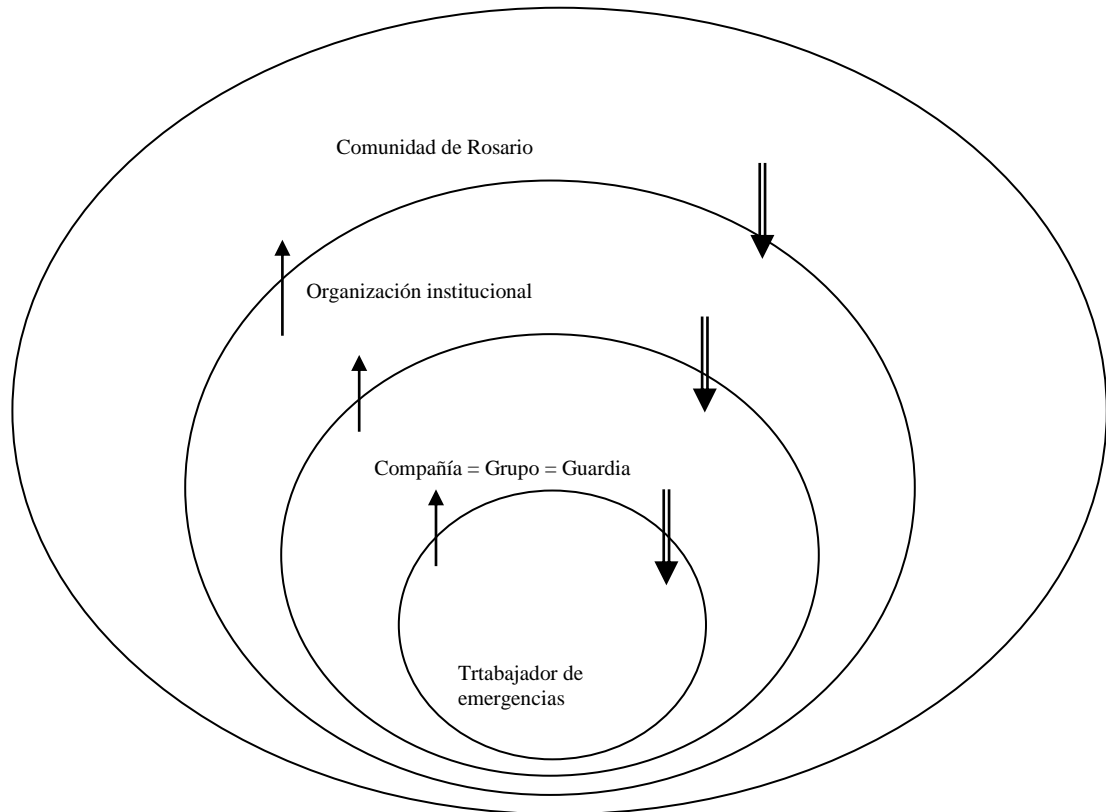 Comunidad de Rosario
Organización institucional
Compañía = Grupo = Guardia
Trtabajador de
emergencias